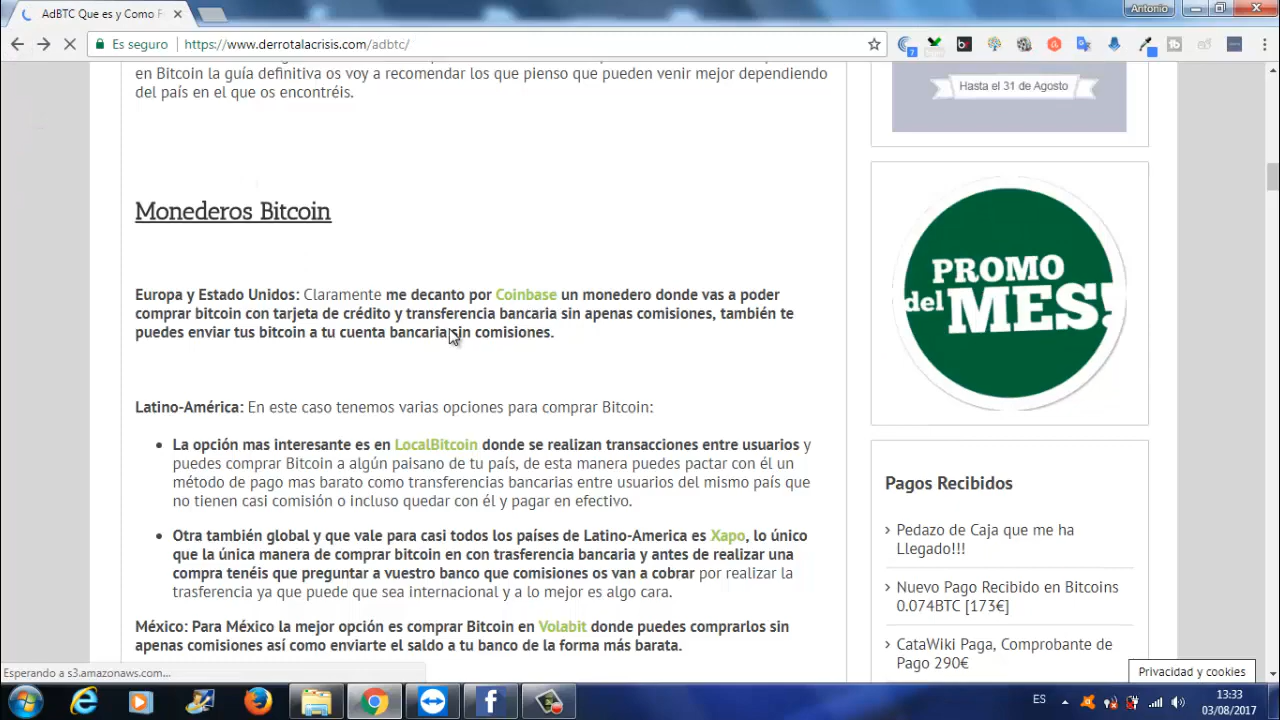 AdBTC Que es y Como F
Antonio
Es seguro
https://www.derrotalacrisis.com/adbtc/
en Bitcoin la guía definitiva os voy a recomendar los que pienso que pueden venir mejor dependiendo
del país en el que os encontréis.
Hasta el 31 de Agosto
Monederos Bitcoin
Europa y Estado Unidos: Claramente me decanto por Coinbase un monedero donde vas a poder
comprar bitcoin con tarjeta de crédito y transferencia bancaria sin apenas comisiones, también te
puedes enviar tus bitcoin a tu cuenta bancaria sin comisiones.
PROMO
del MES!
Latino-América: En este caso tenemos varias opciones para comprar Bitcoin:
La opción mas interesante es en LocalBitcoin donde se realizan transacciones entre usuarios y
puedes comprar Bitcoin a algún paisano de tu país, de esta manera puedes pactar con él un
método de pago mas barato como transferencias bancarias entre usuarios del mismo país que
no tienen casi comisión o incluso quedar con él y pagar en efectivo.
Otra también global y que vale para casi todos los países de Latino-America es Xapo, lo único
que la única manera de comprar bitcoin en con trasferencia bancaria y antes de realizar una
compra tenéis que preguntar a vuestro banco que comisiones os van a cobrar por realizar la
trasferencia ya que puede que sea internacional y a lo mejor es algo cara.
México: Para México la mejor opción es comprar Bitcoin en Volabit donde puedes comprarlos sin
apenas comisiones así como enviarte el saldo a tu banco de la forma más barata.
Pagos Recibidos
Pedazo de Caja que me ha
Llegado!!!
Nuevo Pago Recibido en Bitcoins
0.074BTC [173€]
CataWiki Paga, Comprobante de
Pago 290€
Privacidad y cookies
Esperando a s3.amazonaws.com...
ES
13:33
03/08/2017